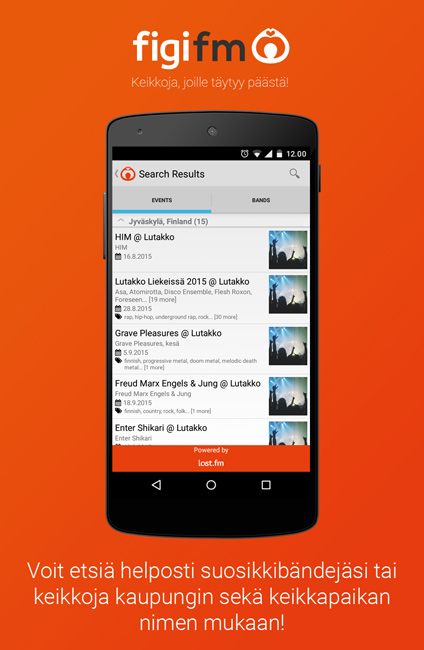 figifm
Keikkoja, joille täytyy päästä!
12.00
Search Results
EVENTS
BANDS
Jyväskylä, Finland (15)
HIM @ Lutakko
HIM
16.8.2015
Lutakko Liekeissä 2015 @ Lutakko
Asa, Atomirotta, Disco Ensemble, Flesh Roxon,
Foreseen... [19 more]
28.8.2015
rap, hip-hop, underground rap, rock... [30 more]
Grave Pleasures @ Lutakko
Grave Pleasures, kesä
5.9.2015
finnish, progressive metal, doom metal, melodic death
metal... [1 more]
Freud Marx Engels & Jung @ Lutakko
Freud Marx Engels & Jung
18.9.2015
finnish, country, rock, folk... [1 more]
Enter Shikari @ Lutakko
Enter Shikari
Powered by
lost.fm
Voit etsiä helposti suosikkibändejäsi tai
keikkoja kaupungin sekä keikkapaikan
nimen mukaan!